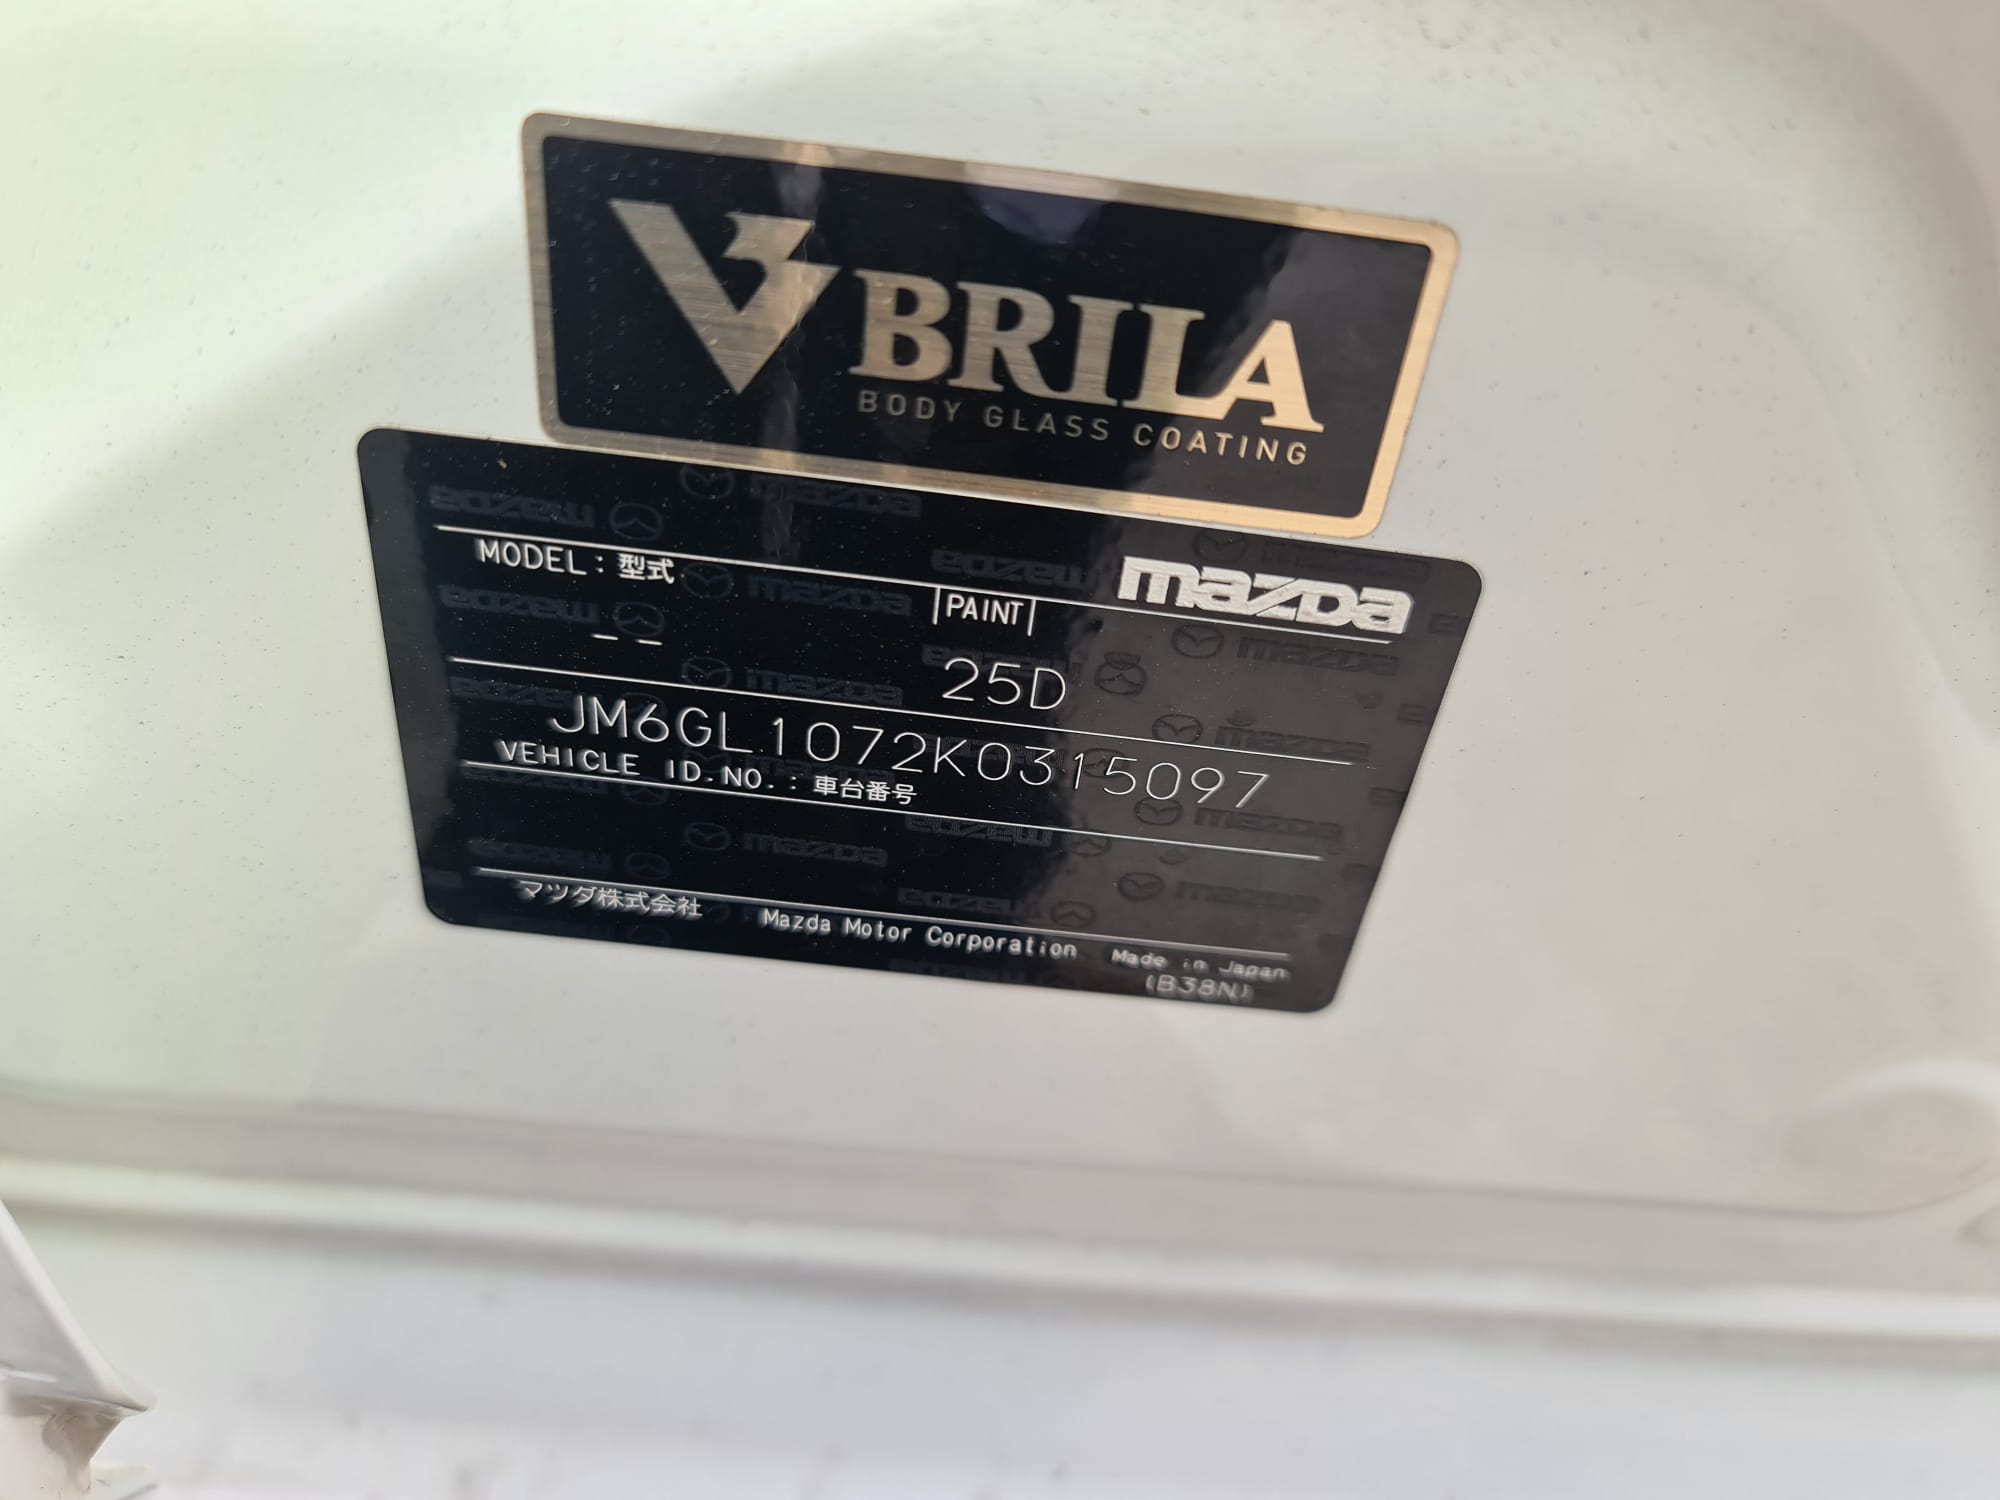 V3 BRILA
BODY GLASS COATING
mazda
MODEL : 型式
PAINT
— —
25D
JM6GL1072K0315097
VEHICLE ID.NO. : 車台番号
マツダ株式会社 Mazda Motor Corporation Made in Japan
(B38N)